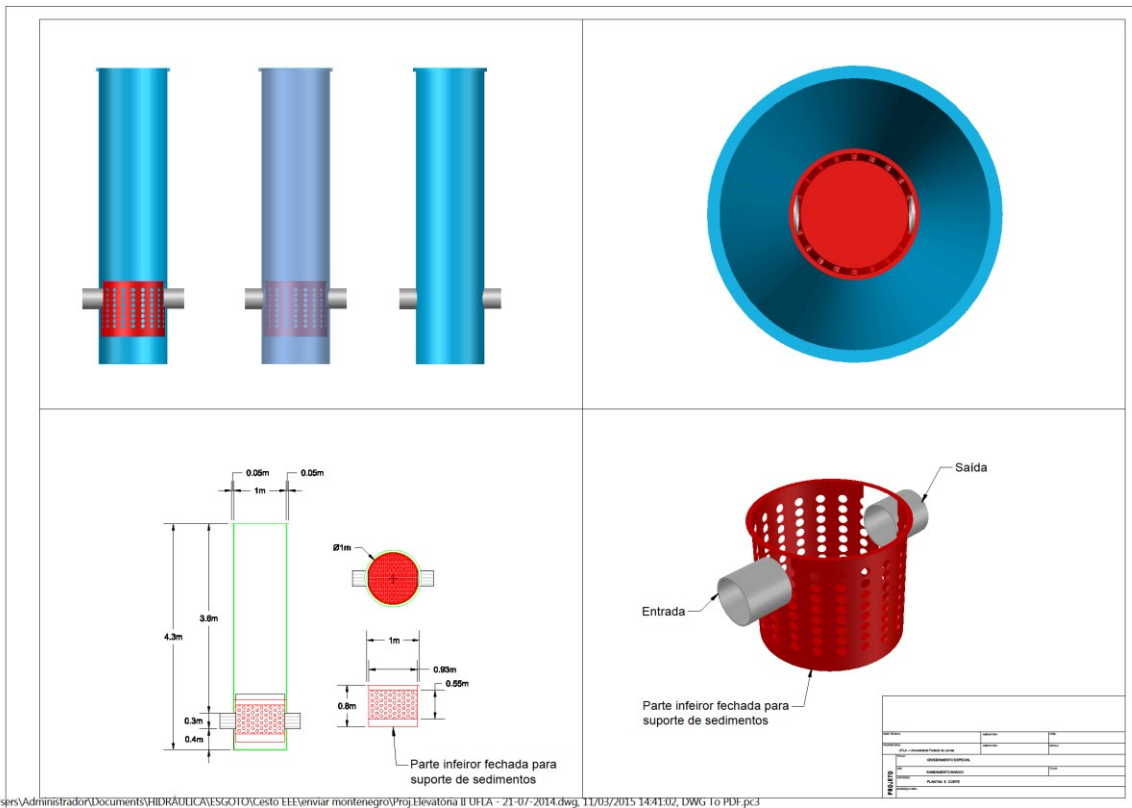 0.05m
0.05m
1m
Ø1m
3.6m
4.3m
1m
0.93m
0.55m
0.8m
0.3m
0.4m
Parte infeiror fechada para
suporte de sedimentos
Saída
Entrada
Parte infeiror fechada para
suporte de sedimentos
PROJETO
UFLA - Universidade Federal de Lavras
GRADEAMENTO ESPECIAL
SANEAMENTO BÁSICO
PLANTAS E CORTE
sers\Administrador\Documents\HIDRÁULICA\ESGOTO\Cesto EEE\enviar montenegro\Proj.Elevatória II UFLA - 21-07-2014.dwg, 11/03/2015 14:41:02, DWG To PDF.pc3